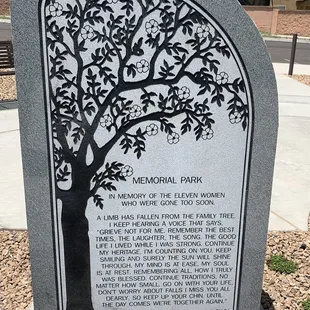 MEMORIAL PARK
IN MEMORY OF THE ELEVEN WOMEN
WHO WERE GONE TOO SOON.
A LIMB HAS FALLEN FROM THE FAMILY TREE,
I KEEP HEARING A VOICE THAT SAYS,
"GRIEVE NOT FOR ME. REMEMBER THE BEST
TIMES, THE LAUGHTER, THE SONG, THE GOOD
LIFE I LIVED WHILE I WAS STRONG. CONTINUE
MY HERITAGE, I'M COUNTING ON YOU. KEEP
SMILING AND SURELY THE SUN WILL SHINE
THROUGH. MY MIND IS AT EASE, MY SOUL
IS AT REST. REMEMBERING ALL, HOW I TRULY
WAS BLESSED. CONTINUE TRADITIONS, NO
MATTER HOW SMALL. GO ON WITH YOUR LIFE,
DON'T WORRY ABOUT FALLS I MISS YOU ALL
DEARLY, SO KEEP UP YOUR CHIN. UNTIL
THE DAY COMES WE'RE TOGETHER AGAIN."